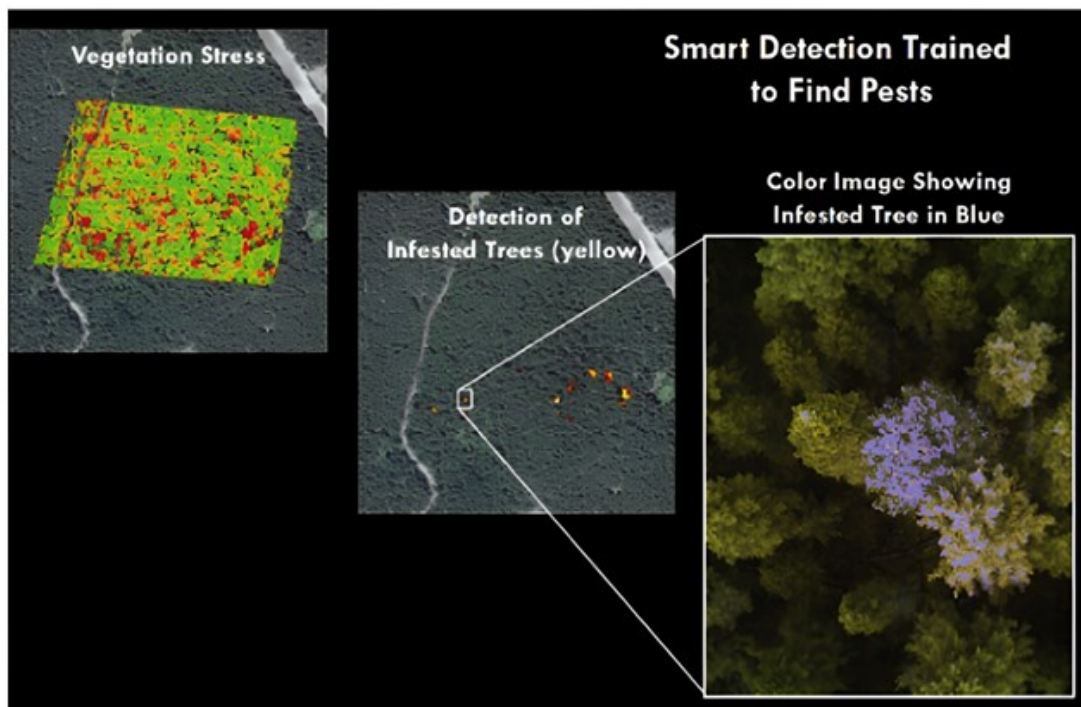 Vegetation Stress
Smart Detection Trained
to Find Pests
Detection of
Infested Trees (yellow)
Color Image Showing
Infested Tree in Blue